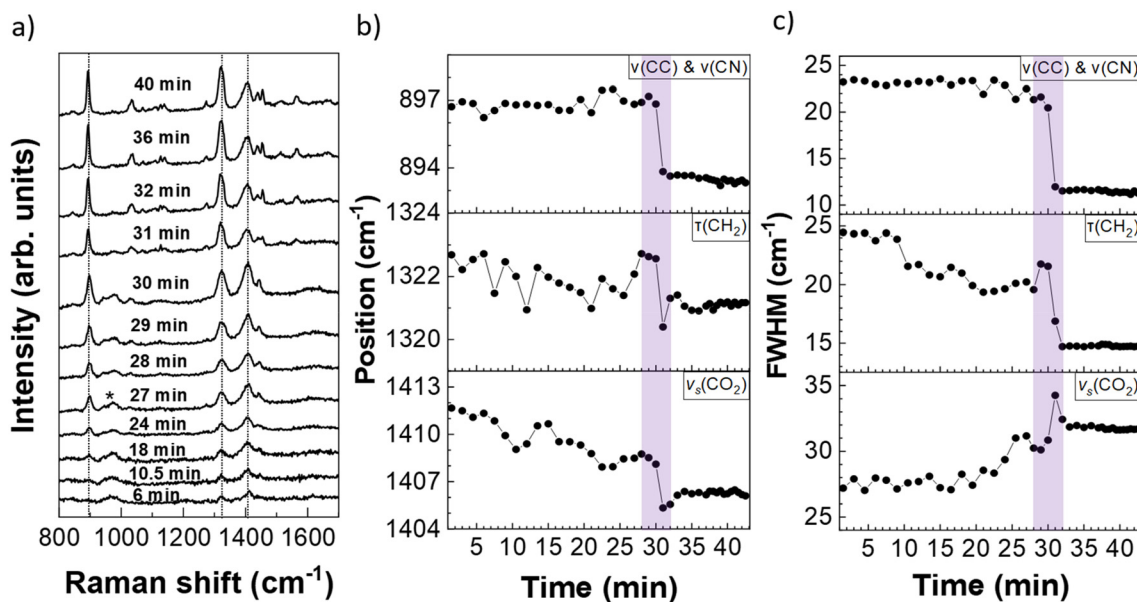 a)
40 min
36 min
32 min
31 min
30 min
29 min
28 min
27 min
*
24 min
18 min
10.5 min
6 min
800 1000 1200 1400 1600
Raman shift (cm⁻¹)
Intensity (arb. units)
b)
ν(CC) & ν(CN)
897
894
1324
τ(CH₂)
1322
1320
1413
νₛ(CO₂)
1410
1407
1404
5 10 15 20 25 30 35 40
Time (min)
Position (cm⁻¹)
c)
ν(CC) & ν(CN)
25
20
15
10
25
τ(CH₂)
20
15
35
νₛ(CO₂)
30
25
5 10 15 20 25 30 35 40
Time (min)
FWHM (cm⁻¹)